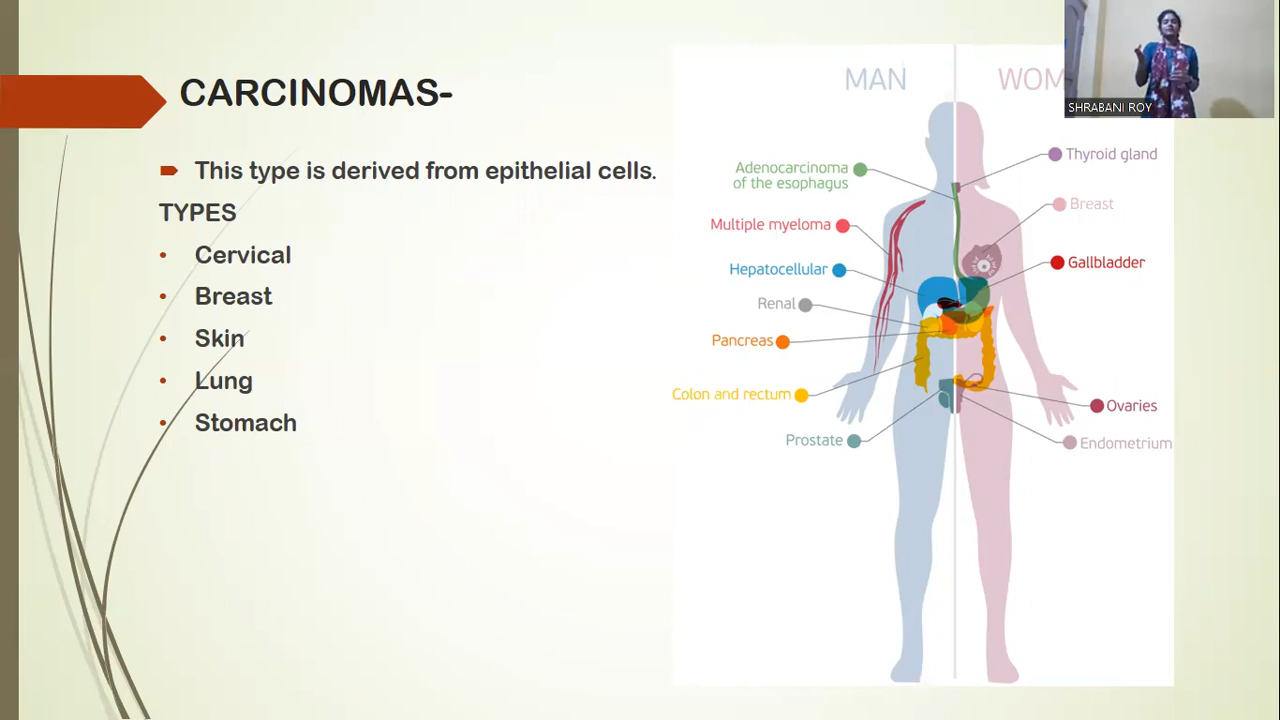 CARCINOMAS-
This type is derived from epithelial cells.
TYPES
• Cervical
• Breast
• Skin
• Lung
• Stomach
MAN
WOM
Adenocarcinoma
of the esophagus
Multiple myeloma
Hepatocellular
Renal
Pancreas
Colon and rectum
Prostate
Thyroid gland
Breast
Gallbladder
Ovaries
Endometrium
SHRABANI ROY